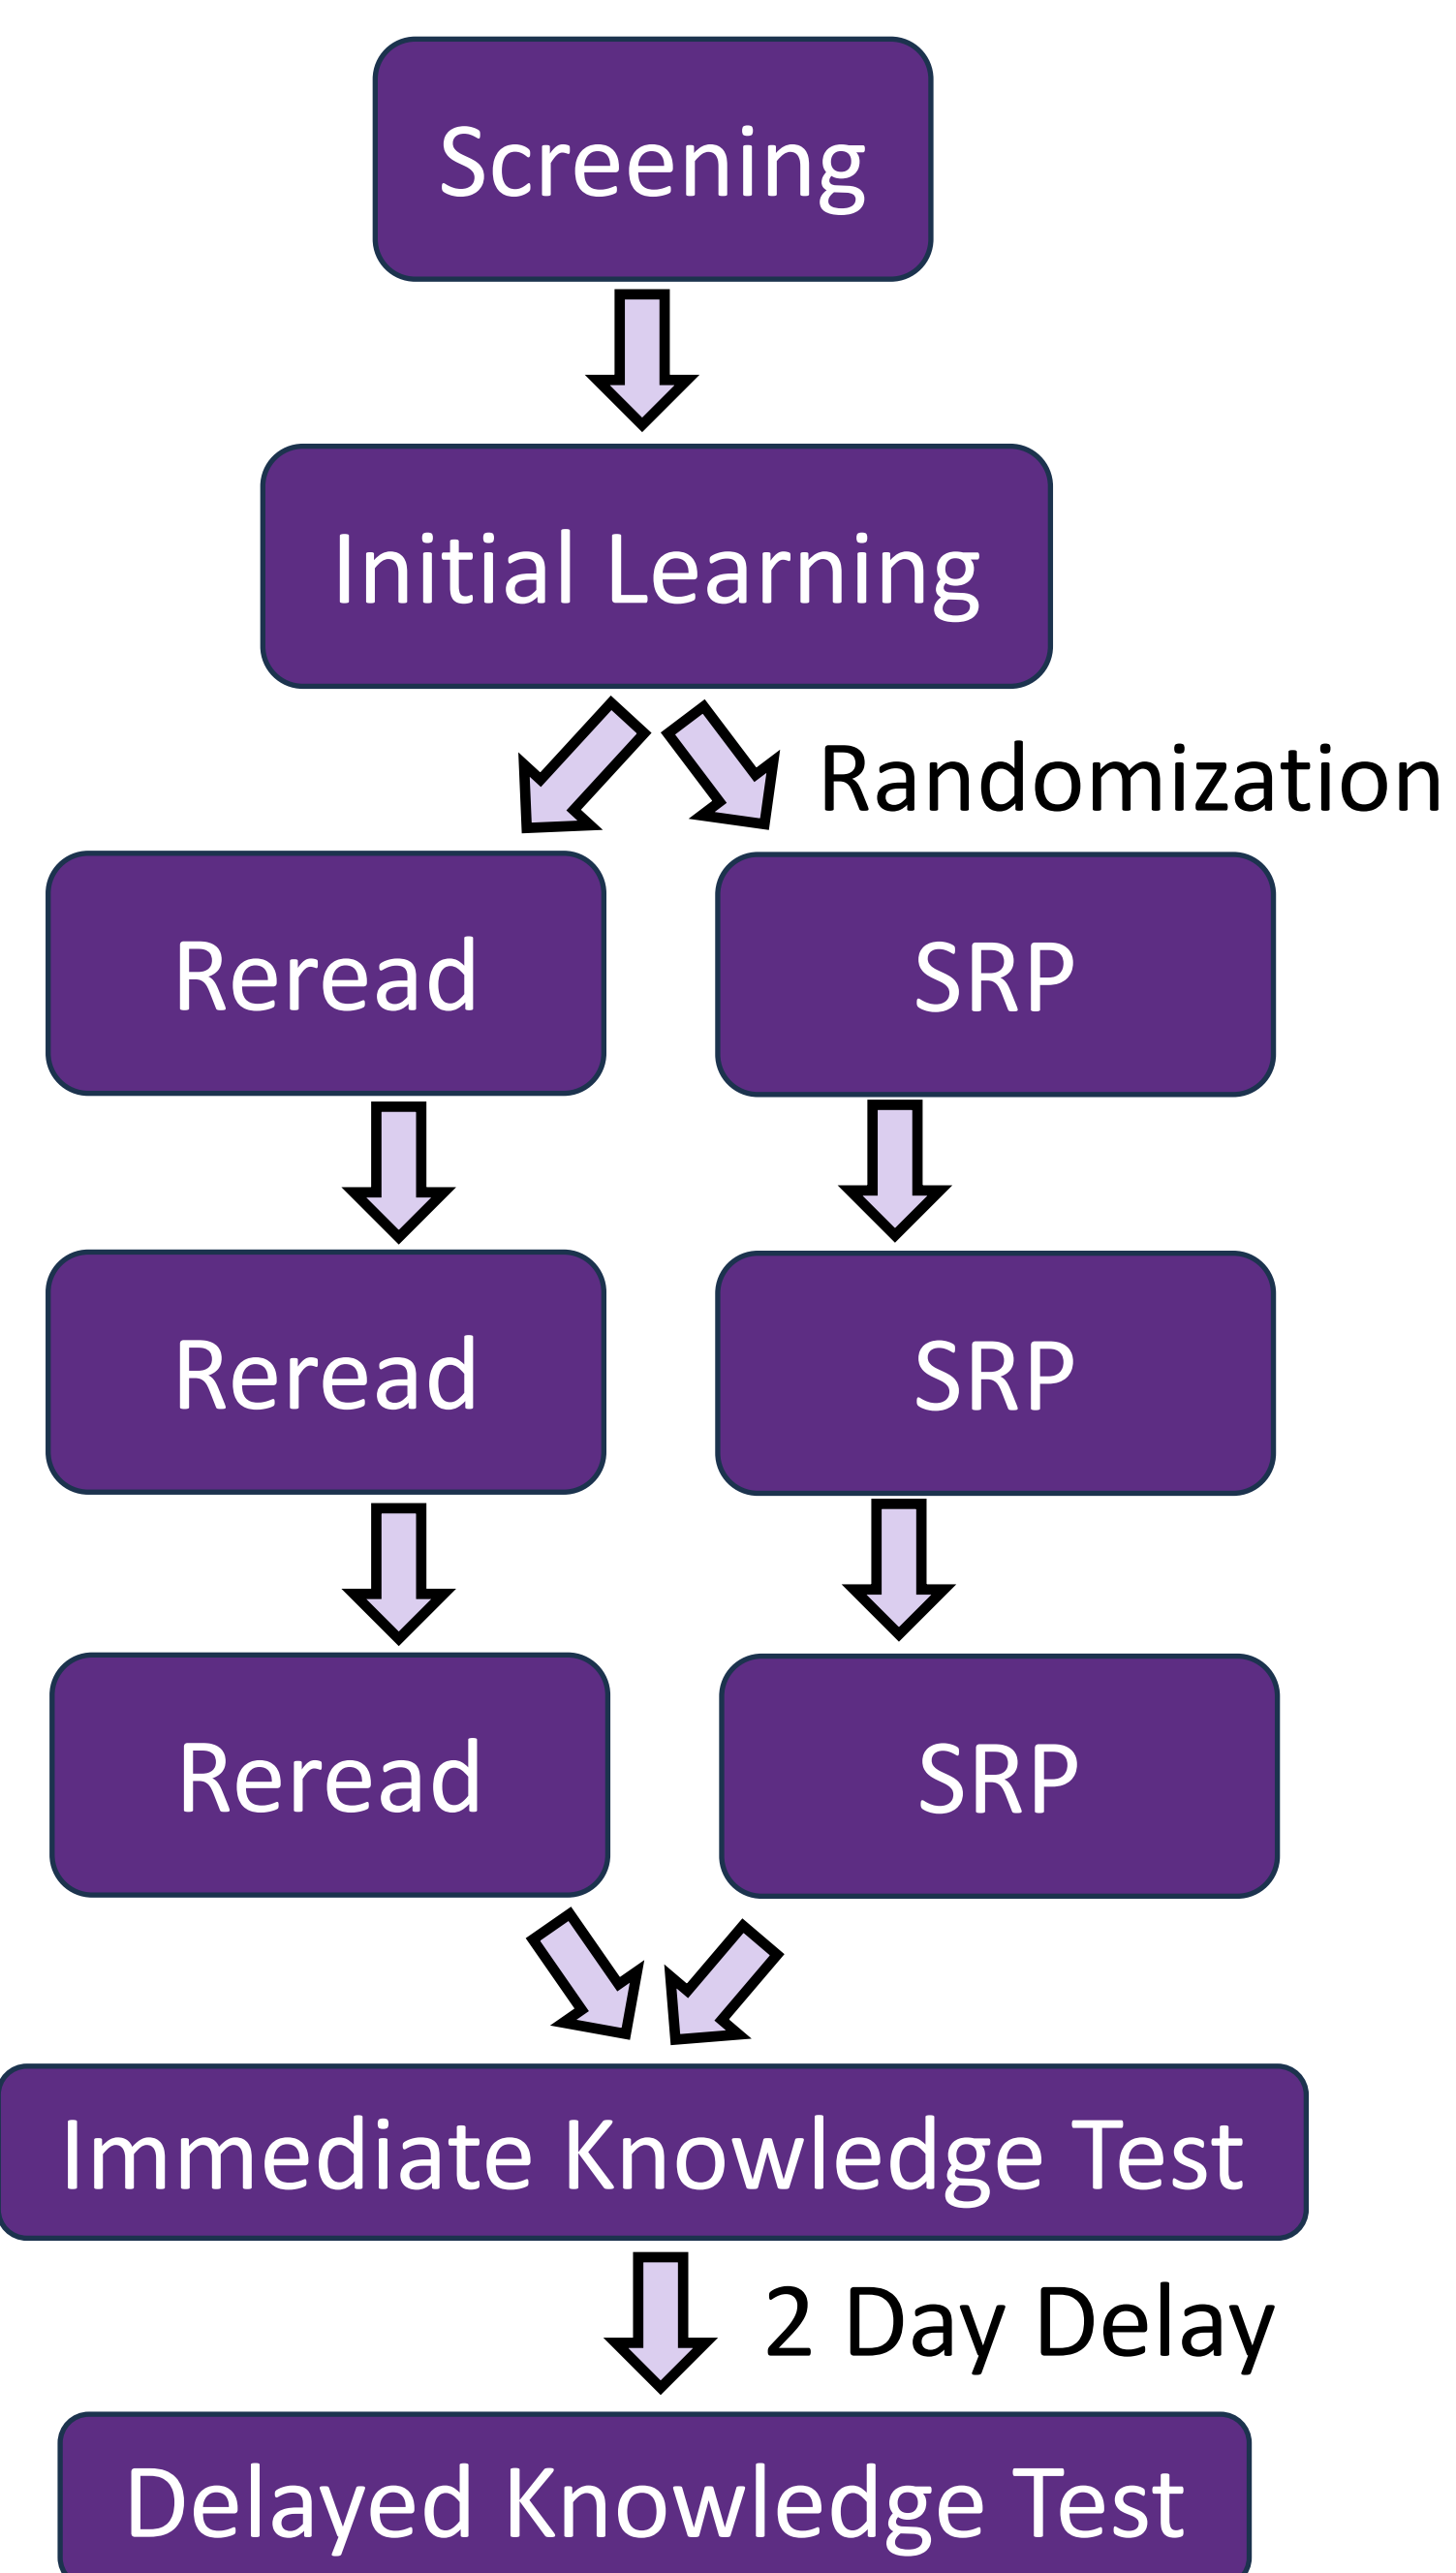 Screening
Initial Learning
Randomization
Reread
SRP
Reread
SRP
Reread
SRP
Immediate Knowledge Test
2 Day Delay
Delayed Knowledge Test